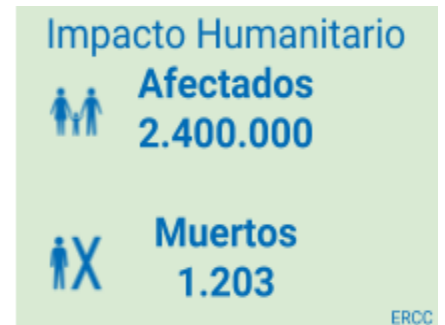 Impacto Humanitario
Afectados
2.400.000
Muertos
1.203
ERCC